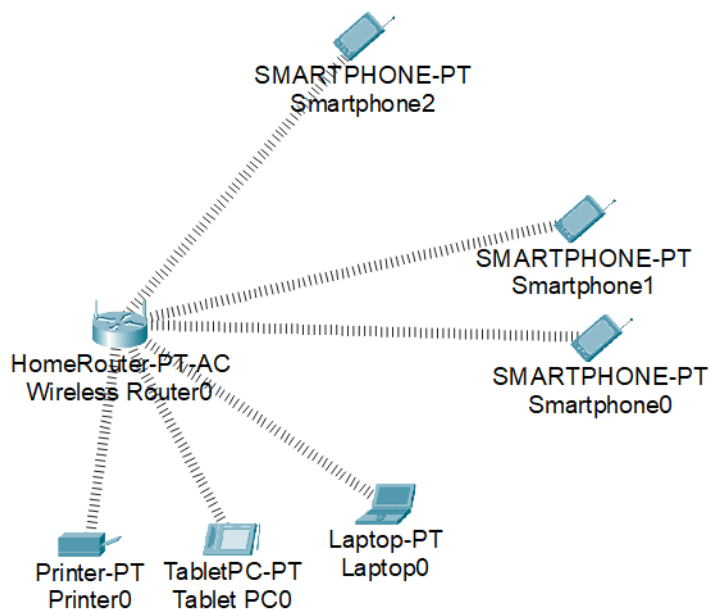 SMARTPHONE-PT
Smartphone2
SMARTPHONE-PT
Smartphone1
HomeRouter-PT-AC
Wireless Router0
SMARTPHONE-PT
Smartphone0
Printer-PT
Printer0
TabletPC-PT
Tablet PC0
Laptop-PT
Laptop0